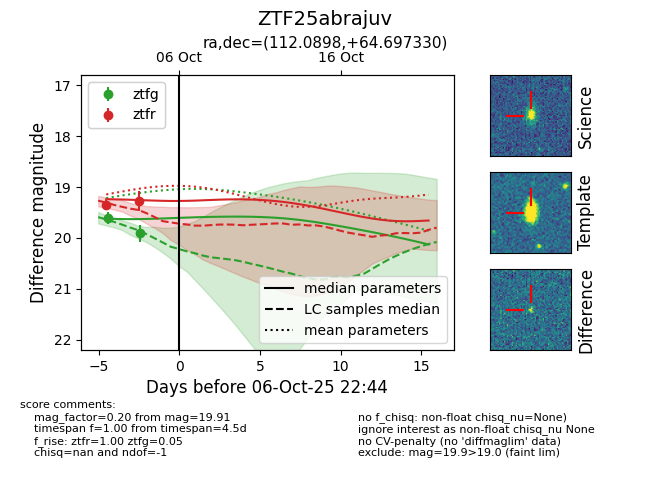 ZTF25abrajuv
ra,dec=(112.0898,+64.697330)
06 Oct
16 Oct
17
18
19
20
21
22
Difference magnitude
ztfg
ztfr
median parameters
LC samples median
mean parameters
−5
0
5
10
15
Days before 06-Oct-25 22:44
Science
Template
Difference
score comments:
mag_factor=0.20 from mag=19.91
timespan f=1.00 from timespan=4.5d
f_rise: ztfr=1.00 ztfg=0.05
chisq=nan and ndof=-1
no f_chisq: non-float chisq_nu=None)
ignore interest as non-float chisq_nu None
no CV-penalty (no 'diffmaglim' data)
exclude: mag=19.9>19.0 (faint lim)